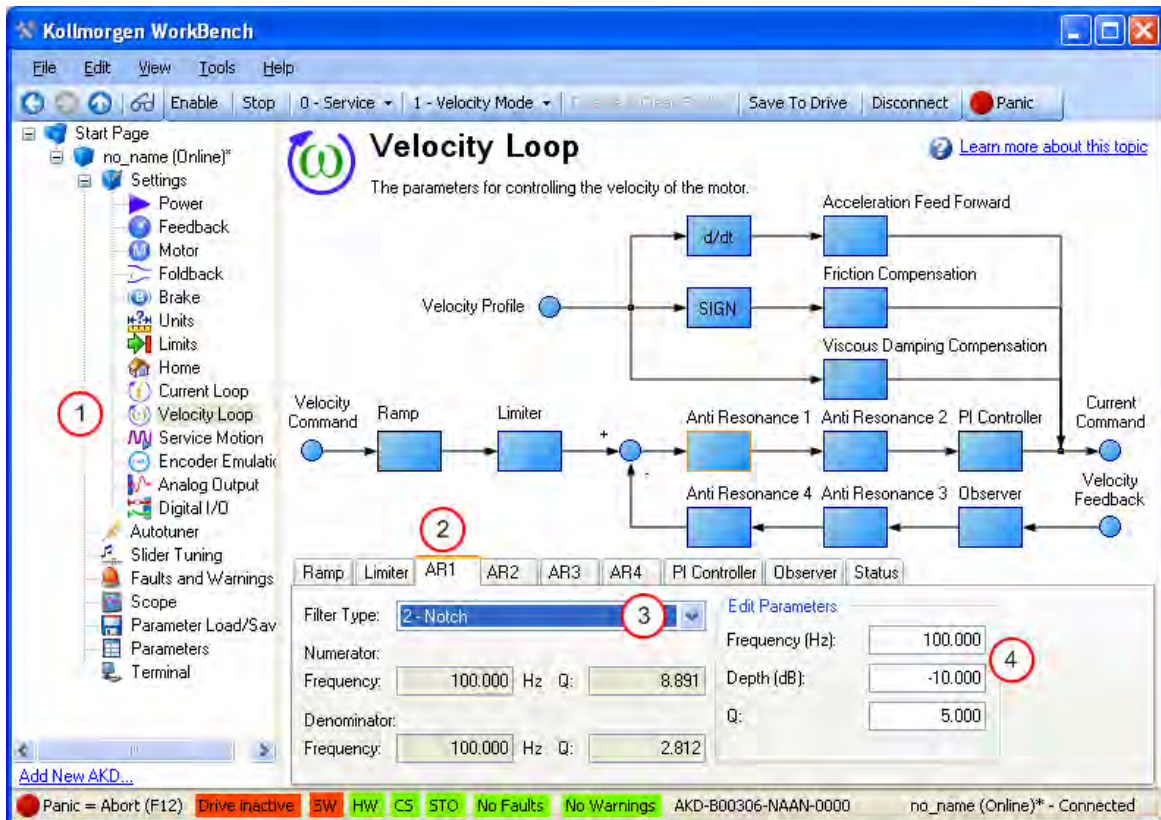 Kollmorgen WorkBench
File Edit View Tools Help
Enable Stop 0 - Service 1 - Velocity Mode Save To Drive Disconnect Panic
Start Page
no_name (Online)*
Settings
Power
Feedback
Motor
Foldback
Brake
Units
Limits
Home
Current Loop
1
Velocity Loop
Service Motion
Encoder Emulatic
Analog Output
Digital I/O
Autotuner
Slider Tuning
Faults and Warnings
Scope
Parameter Load/Sav
Parameters
Terminal
Add New AKD...
ω
Velocity Loop
Learn more about this topic
The parameters for controlling the velocity of the motor.
Acceleration Feed Forward
d/dt
Friction Compensation
Velocity Profile
SIGN
Viscous Damping Compensation
Velocity Command
Ramp
Limiter
+
-
Anti Resonance 1
Anti Resonance 2
PI Controller
Current Command
Anti Resonance 4
Anti Resonance 3
Observer
Velocity Feedback
2
Ramp Limiter AR1 AR2 AR3 AR4 PI Controller Observer Status
Filter Type: 2 - Notch
3
Numerator:
Frequency: 100.000 Hz Q: 8.891
Denominator:
Frequency: 100.000 Hz Q: 2.812
Edit Parameters
Frequency (Hz): 100.000
4
Depth (dB): -10.000
Q: 5.000
Panic = Abort (F12) Drive Inactive SW HW CS STO No Faults No Warnings AKD-B00306-NAAN-0000 no_name (Online)* - Connected